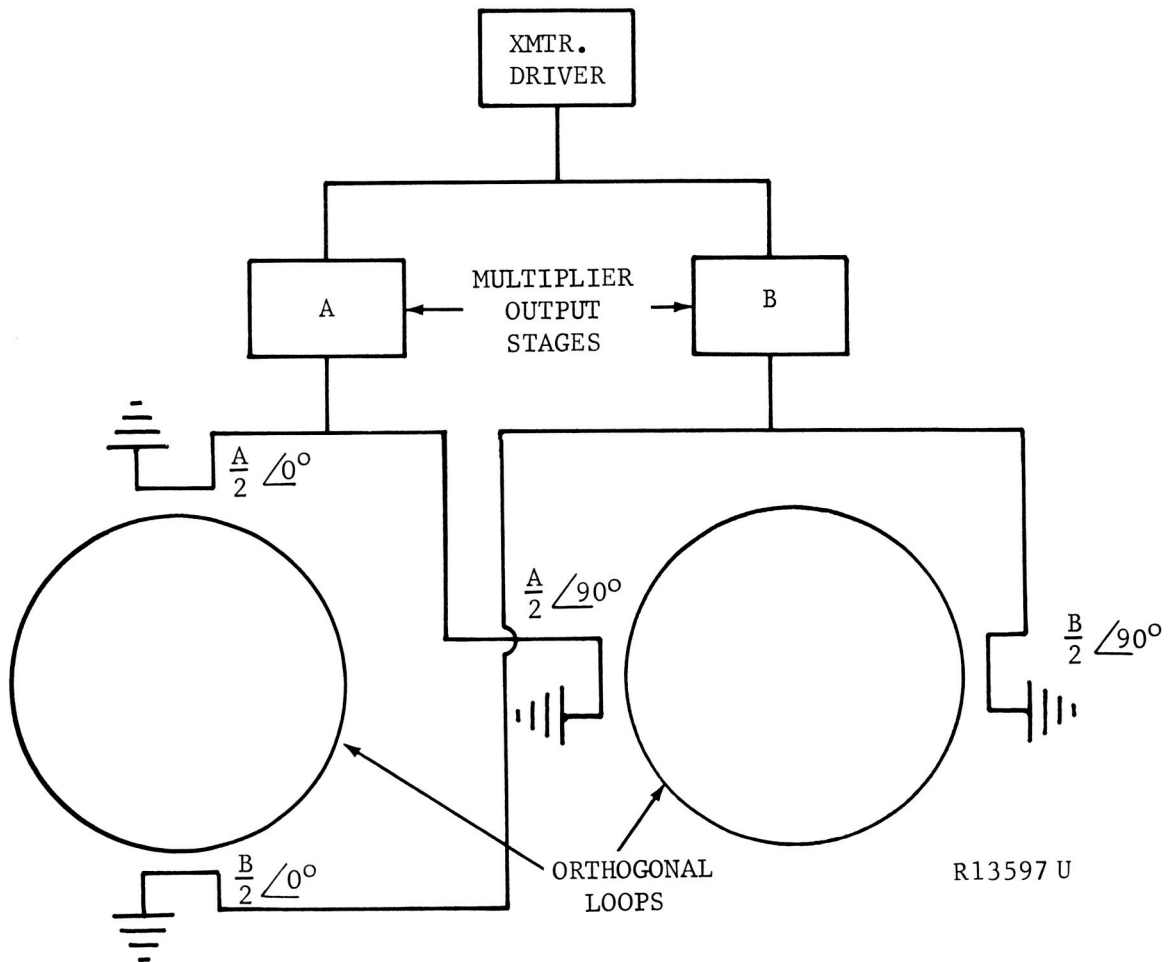 XMTR.
DRIVER
A
MULTIPLIER
OUTPUT
STAGES
B
A/2 ∠0°
A/2 ∠90°
B/2 ∠90°
B/2 ∠0°
ORTHOGONAL
LOOPS
R13597 U